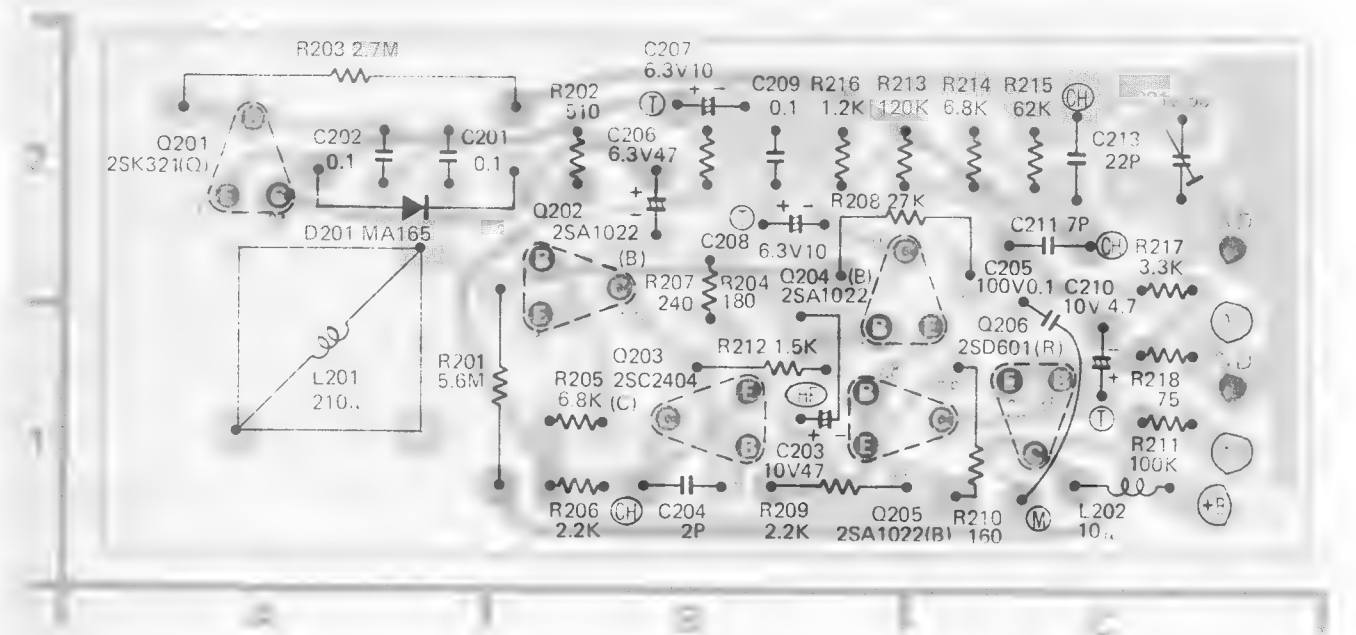 R203 2.7M
C207
6.3V10
R202
510
T
C209
0.1
R216
1.2K
R213
120K
R214
6.8K
R215
62K
CH
Q201
2SK321(Q)
C202
0.1
C201
0.1
C206
6.3V47
C213
22P
2
D201 MA165
Q202
2SA1022
(B)
B
E
C208
6.3V10
R208 27K
C211 7P
CH
R217
3.3K
R207
240
R204
180
Q204 (B)
2SA1022
B
E
C205
100V0.1
C210
10V 4.7
L201
210
R201
5.6M
R205
6.8K
Q203
2SC2404
(C)
E
B
R212 1.5K
C203
10V47
B
E
Q206
2SD601(R)
E
B
C
T
R218
75
R211
100K
1
R206
2.2K
CH
C204
2P
R209
2.2K
Q205
2SA1022(B)
R210
160
M
L202
10
+B
A
B
C